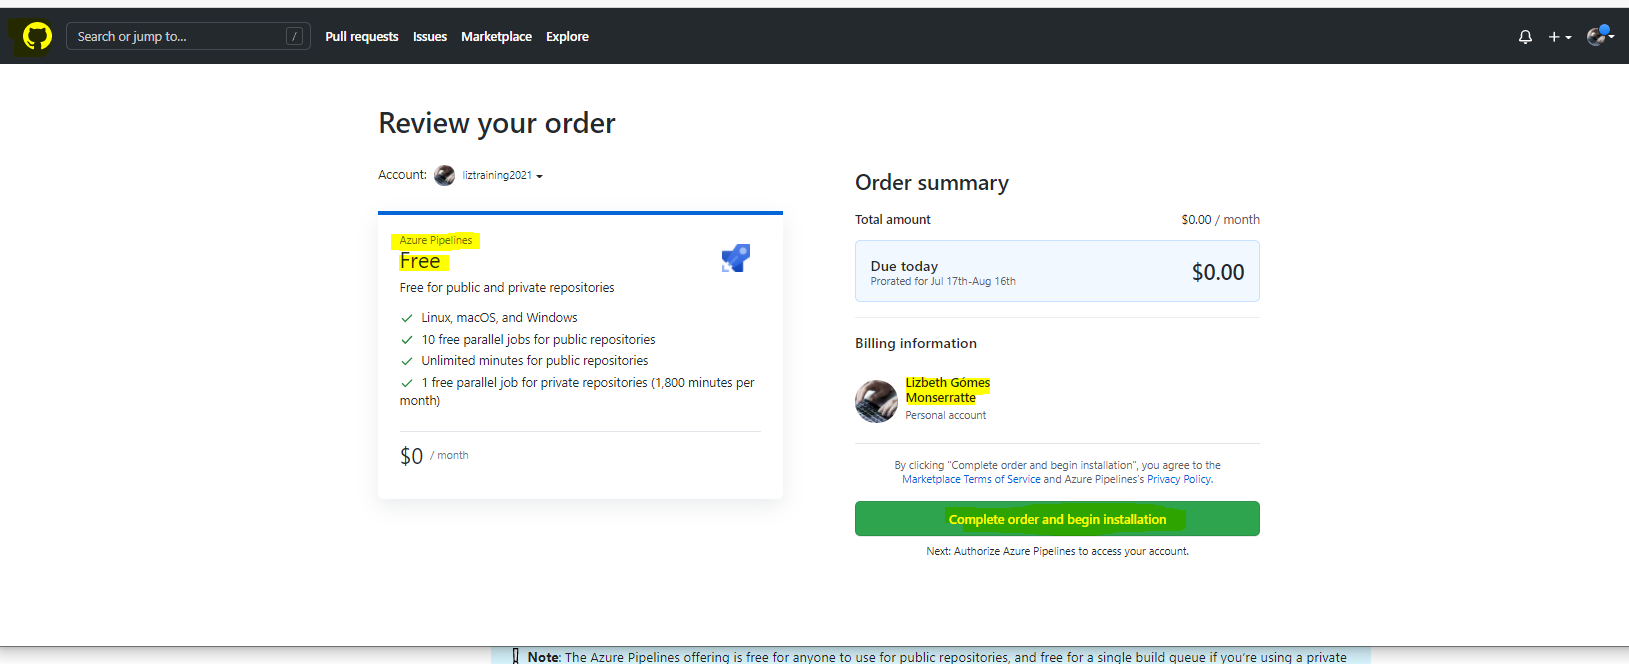 Search or jump to...
/
Pull requests
Issues
Marketplace
Explore
Review your order
Account:
liztraining2021
Azure Pipelines
Free
Free for public and private repositories
Linux, macOS, and Windows
10 free parallel jobs for public repositories
Unlimited minutes for public repositories
1 free parallel job for private repositories (1,800 minutes per
month)
$0 / month
Order summary
Total amount
$0.00 / month
Due today
Prorated for Jul 17th-Aug 16th
$0.00
Billing information
Lizbeth Gómes
Monserratte
Personal account
By clicking "Complete order and begin installation", you agree to the
Marketplace Terms of Service and Azure Pipelines's Privacy Policy.
Complete order and begin installation
Next: Authorize Azure Pipelines to access your account.
Note: The Azure Pipelines offering is free for anyone to use for public repositories, and free for a single build queue if you're using a private